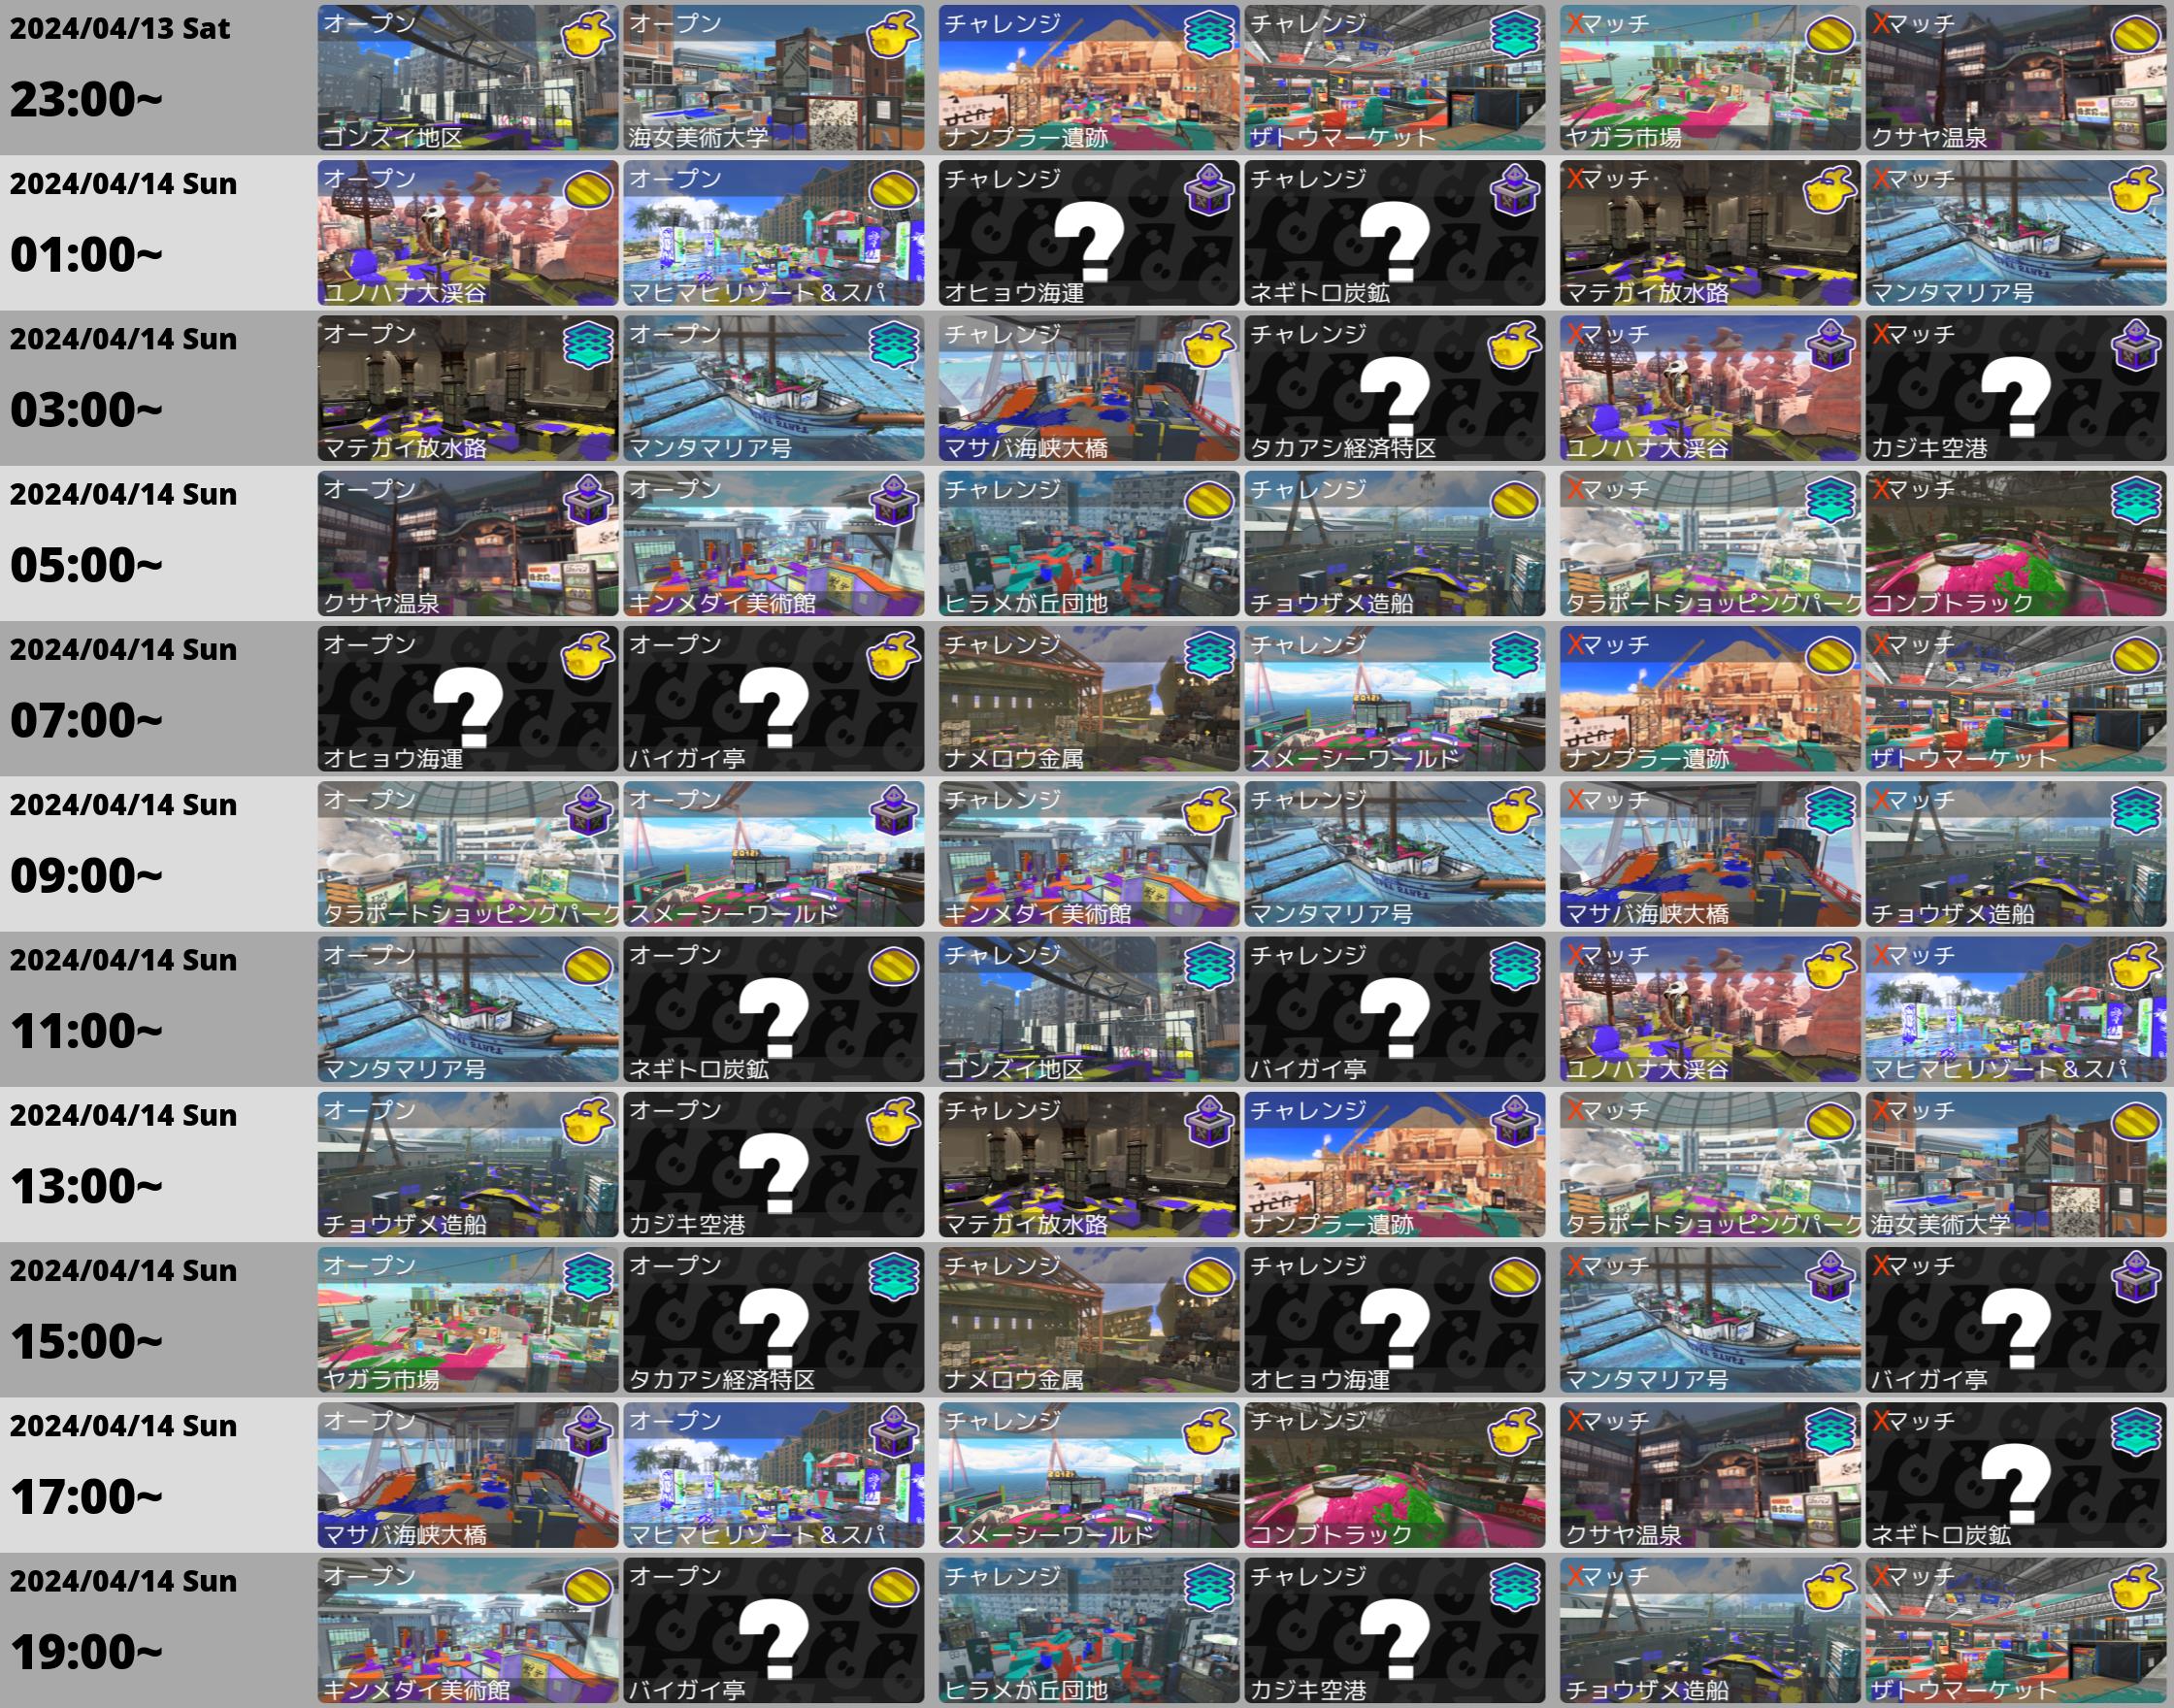 2024/04/13 Sat
23:00~
オープン
ゴンズイ地区
オープン
海女美術大学
チャレンジ
ナンプラー遺跡
チャレンジ
ザトウマーケット
Xマッチ
ヤガラ市場
Xマッチ
クサヤ温泉
2024/04/14 Sun
01:00~
オープン
ユノハナ大渓谷
オープン
マヒマヒリゾート＆スパ
チャレンジ
?
オヒョウ海運
チャレンジ
?
ネギトロ炭鉱
Xマッチ
マテガイ放水路
Xマッチ
マンタマリア号
2024/04/14 Sun
03:00~
オープン
マテガイ放水路
オープン
マンタマリア号
チャレンジ
マサバ海峡大橋
チャレンジ
?
タカアシ経済特区
Xマッチ
ユノハナ大渓谷
Xマッチ
?
カジキ空港
2024/04/14 Sun
05:00~
オープン
クサヤ温泉
オープン
キンメダイ美術館
チャレンジ
ヒラメが丘団地
チャレンジ
チョウザメ造船
Xマッチ
タラポートショッピングパーク
Xマッチ
コンブトラック
2024/04/14 Sun
07:00~
オープン
?
オヒョウ海運
オープン
?
バイガイ亭
チャレンジ
ナメロウ金属
チャレンジ
スメーシーワールド
Xマッチ
ナンプラー遺跡
Xマッチ
ザトウマーケット
2024/04/14 Sun
09:00~
オープン
タラポートショッピングパーク
オープン
スメーシーワールド
チャレンジ
キンメダイ美術館
チャレンジ
マンタマリア号
Xマッチ
マサバ海峡大橋
Xマッチ
チョウザメ造船
2024/04/14 Sun
11:00~
オープン
マンタマリア号
オープン
?
ネギトロ炭鉱
チャレンジ
ゴンズイ地区
チャレンジ
?
バイガイ亭
Xマッチ
ユノハナ大渓谷
Xマッチ
マヒマヒリゾート＆スパ
2024/04/14 Sun
13:00~
オープン
チョウザメ造船
オープン
?
カジキ空港
チャレンジ
マテガイ放水路
チャレンジ
ナンプラー遺跡
Xマッチ
タラポートショッピングパーク
Xマッチ
海女美術大学
2024/04/14 Sun
15:00~
オープン
ヤガラ市場
オープン
?
タカアシ経済特区
チャレンジ
ナメロウ金属
チャレンジ
?
オヒョウ海運
Xマッチ
マンタマリア号
Xマッチ
?
バイガイ亭
2024/04/14 Sun
17:00~
オープン
マサバ海峡大橋
オープン
マヒマヒリゾート＆スパ
チャレンジ
スメーシーワールド
チャレンジ
コンブトラック
Xマッチ
クサヤ温泉
Xマッチ
?
ネギトロ炭鉱
2024/04/14 Sun
19:00~
オープン
キンメダイ美術館
オープン
?
バイガイ亭
チャレンジ
ヒラメが丘団地
チャレンジ
?
カジキ空港
Xマッチ
チョウザメ造船
Xマッチ
ザトウマーケット